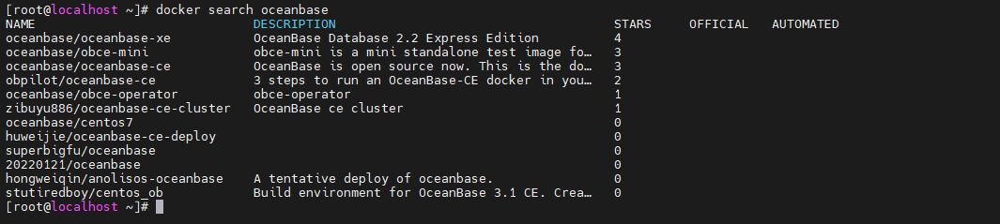 [root@localhost ~]# docker search oceanbase
NAME DESCRIPTION STARS OFFICIAL AUTOMATED
oceanbase/oceanbase-xe OceanBase Database 2.2 Express Edition 4
oceanbase/obce-mini obce-mini is a mini standalone test image fo… 3
oceanbase/oceanbase-ce OceanBase is open source now. This is the do… 3
obpilot/oceanbase-ce 3 steps to run an OceanBase-CE docker in you… 2
oceanbase/obce-operator obce-operator 1
zibuyu886/oceanbase-ce-cluster OceanBase ce cluster 1
oceanbase/centos7 0
huweijie/oceanbase-ce-deploy 0
superbigfu/oceanbase 0
20220121/oceanbase 0
hongweiqin/anolisos-oceanbase A tentative deploy of oceanbase. 0
stutiredboy/centos_ob Build environment for OceanBase 3.1 CE. Crea… 0
[root@localhost ~]#